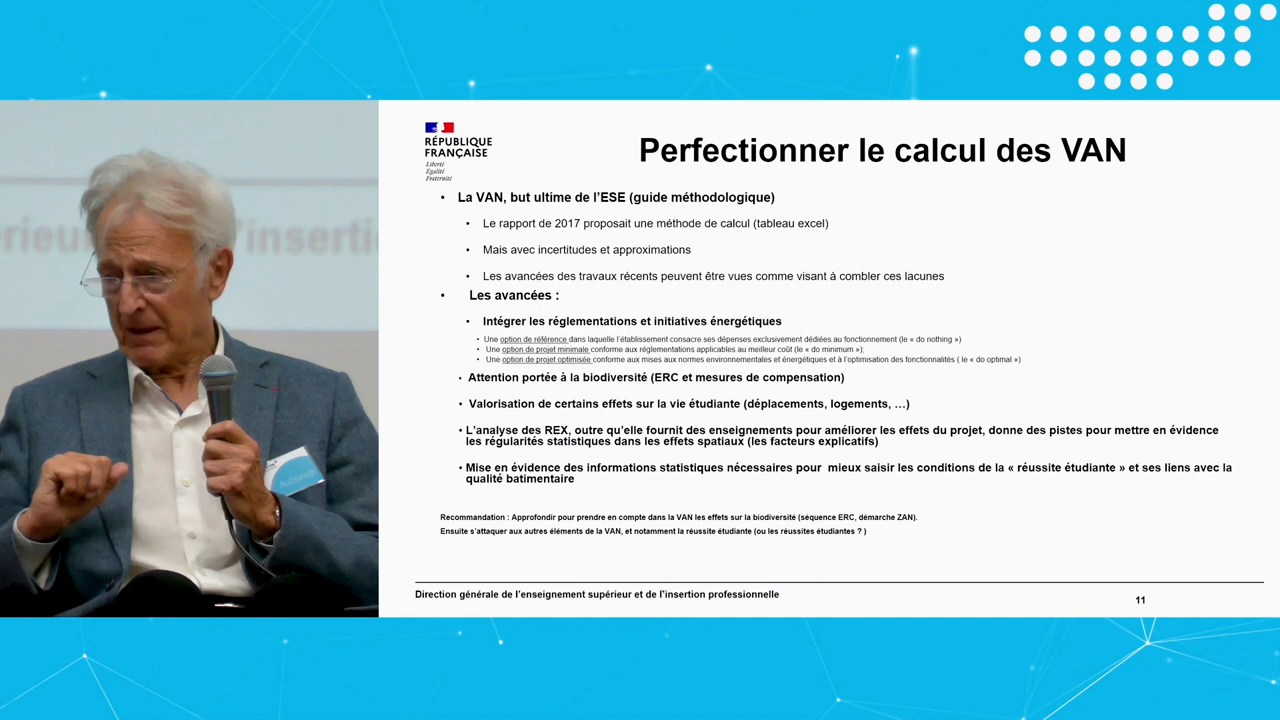 RÉPUBLIQUE
FRANÇAISE
Liberté
Égalité
Fraternité
Perfectionner le calcul des VAN
• La VAN, but ultime de l'ESE (guide méthodologique)
• Le rapport de 2017 proposait une méthode de calcul (tableau excel)
• Mais avec incertitudes et approximations
• Les avancées des travaux récents peuvent être vues comme visant à combler ces lacunes
• Les avancées :
• Intégrer les réglementations et initiatives énergétiques
• Une option de référence dans laquelle l'établissement consacre ses dépenses exclusivement dédiées au fonctionnement (le « do nothing »)
• Une option de projet minimale conforme aux réglementations applicables au meilleur coût (le « do minimum »);
• Une option de projet optimisée conforme aux mises aux normes environnementales et énergétiques et à l'optimisation des fonctionnalités ( le « do optimal »)
• Attention portée à la biodiversité (ERC et mesures de compensation)
• Valorisation de certains effets sur la vie étudiante (déplacements, logements, …)
• L'analyse des REX, outre qu'elle fournit des enseignements pour améliorer les effets du projet, donne des pistes pour mettre en évidence
les régularités statistiques dans les effets spatiaux (les facteurs explicatifs)
• Mise en évidence des informations statistiques nécessaires pour mieux saisir les conditions de la « réussite étudiante » et ses liens avec la
qualité batimentaire
Recommandation : Approfondir pour prendre en compte dans la VAN les effets sur la biodiversité (séquence ERC, démarche ZAN).
Ensuite s'attaquer aux autres éléments de la VAN, et notamment la réussite étudiante (ou les réussites étudiantes ? )
Direction générale de l'enseignement supérieur et de l'insertion professionnelle
11